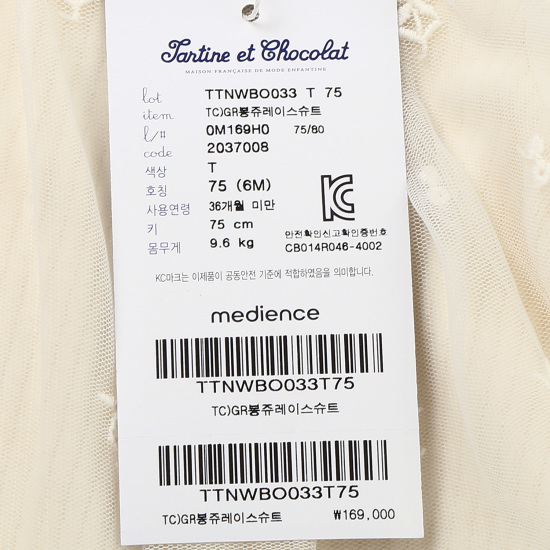 Tartine et Chocolat
MAISON FRANÇAISE DE MODE ENFANTINE
lot TTNWBO033 T 75
item TC)GR봉쥬레이스슈트
l/# 0M169H0 75/80
code 2037008
색상 T
호칭 75 (6M)
사용연령 36개월 미만
키 75 cm
몸무게 9.6 kg
안전확인신고확인증번호
CB014R046-4002
KC마크는 이제품이 공동안전 기준에 적합하였음을 의미합니다.
medience
TTNWBO033T75
TC)GR봉쥬레이스슈트
TTNWBO033T75
TC)GR봉쥬레이스슈트 ₩169,000